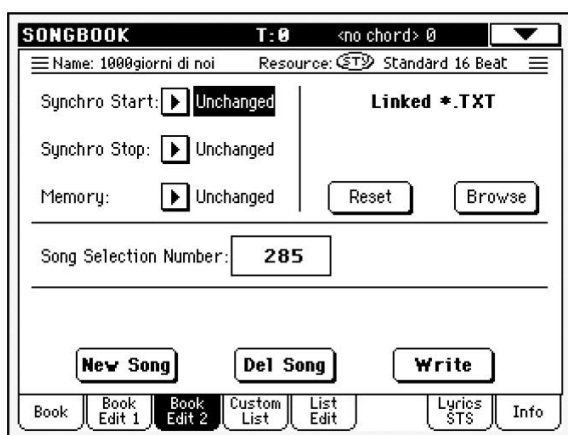 SONGBOOK T:0 <no chord> 0
Name: 1000giorni di noi Resource: STY Standard 16 Beat
Synchro Start: Unchanged Linked *.TXT
Synchro Stop: Unchanged
Memory: Unchanged Reset Browse
Song Selection Number: 285
New Song Del Song Write
Book Book Edit 1 Book Edit 2 Custom List List Edit Lyrics STS Info